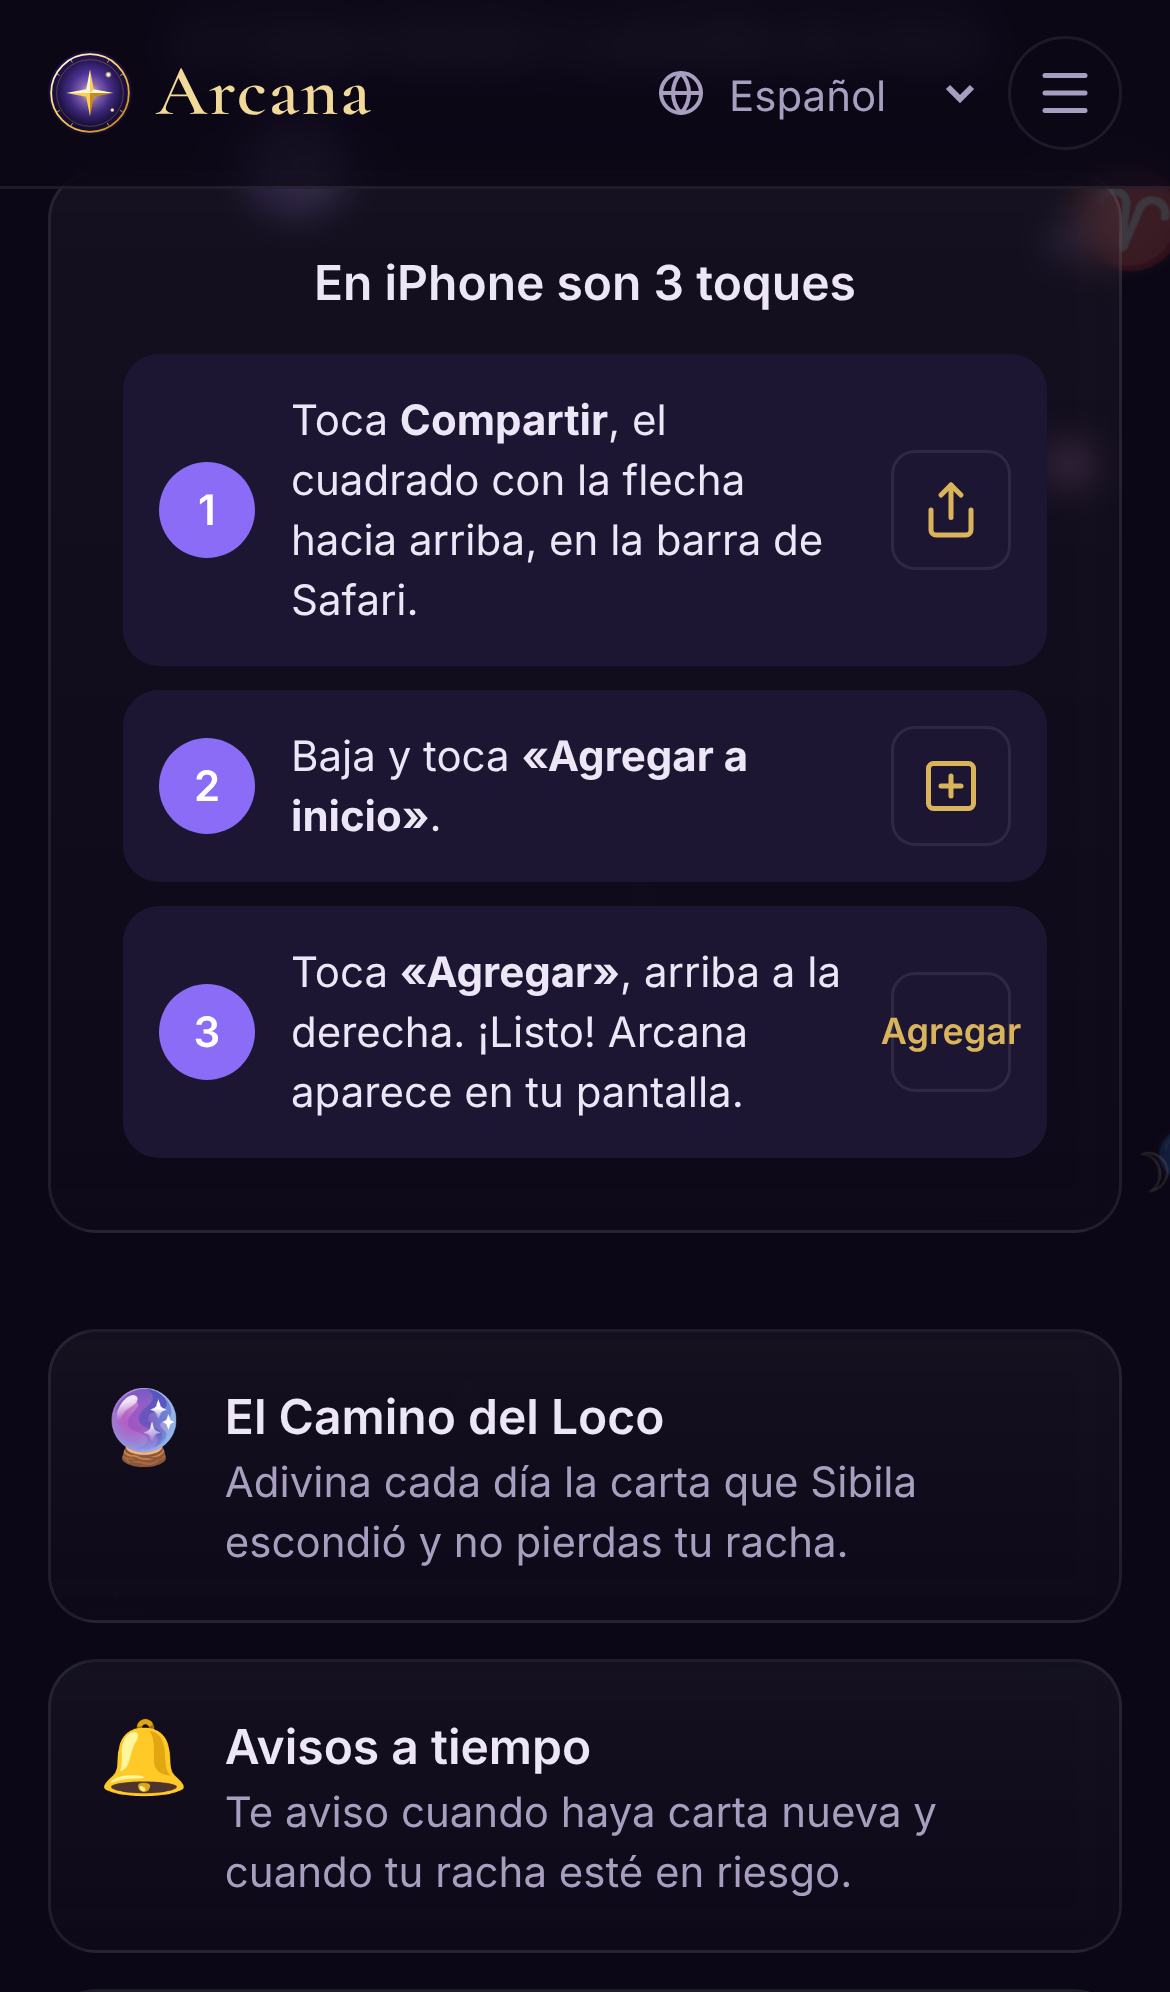 Arcana
Español
En iPhone son 3 toques
1
Toca Compartir, el
cuadrado con la flecha
hacia arriba, en la barra de
Safari.
2
Baja y toca «Agregar a
inicio».
3
Toca «Agregar», arriba a la
derecha. ¡Listo! Arcana
aparece en tu pantalla.
Agregar
El Camino del Loco
Adivina cada día la carta que Sibila
escondió y no pierdas tu racha.
Avisos a tiempo
Te aviso cuando haya carta nueva y
cuando tu racha esté en riesgo.